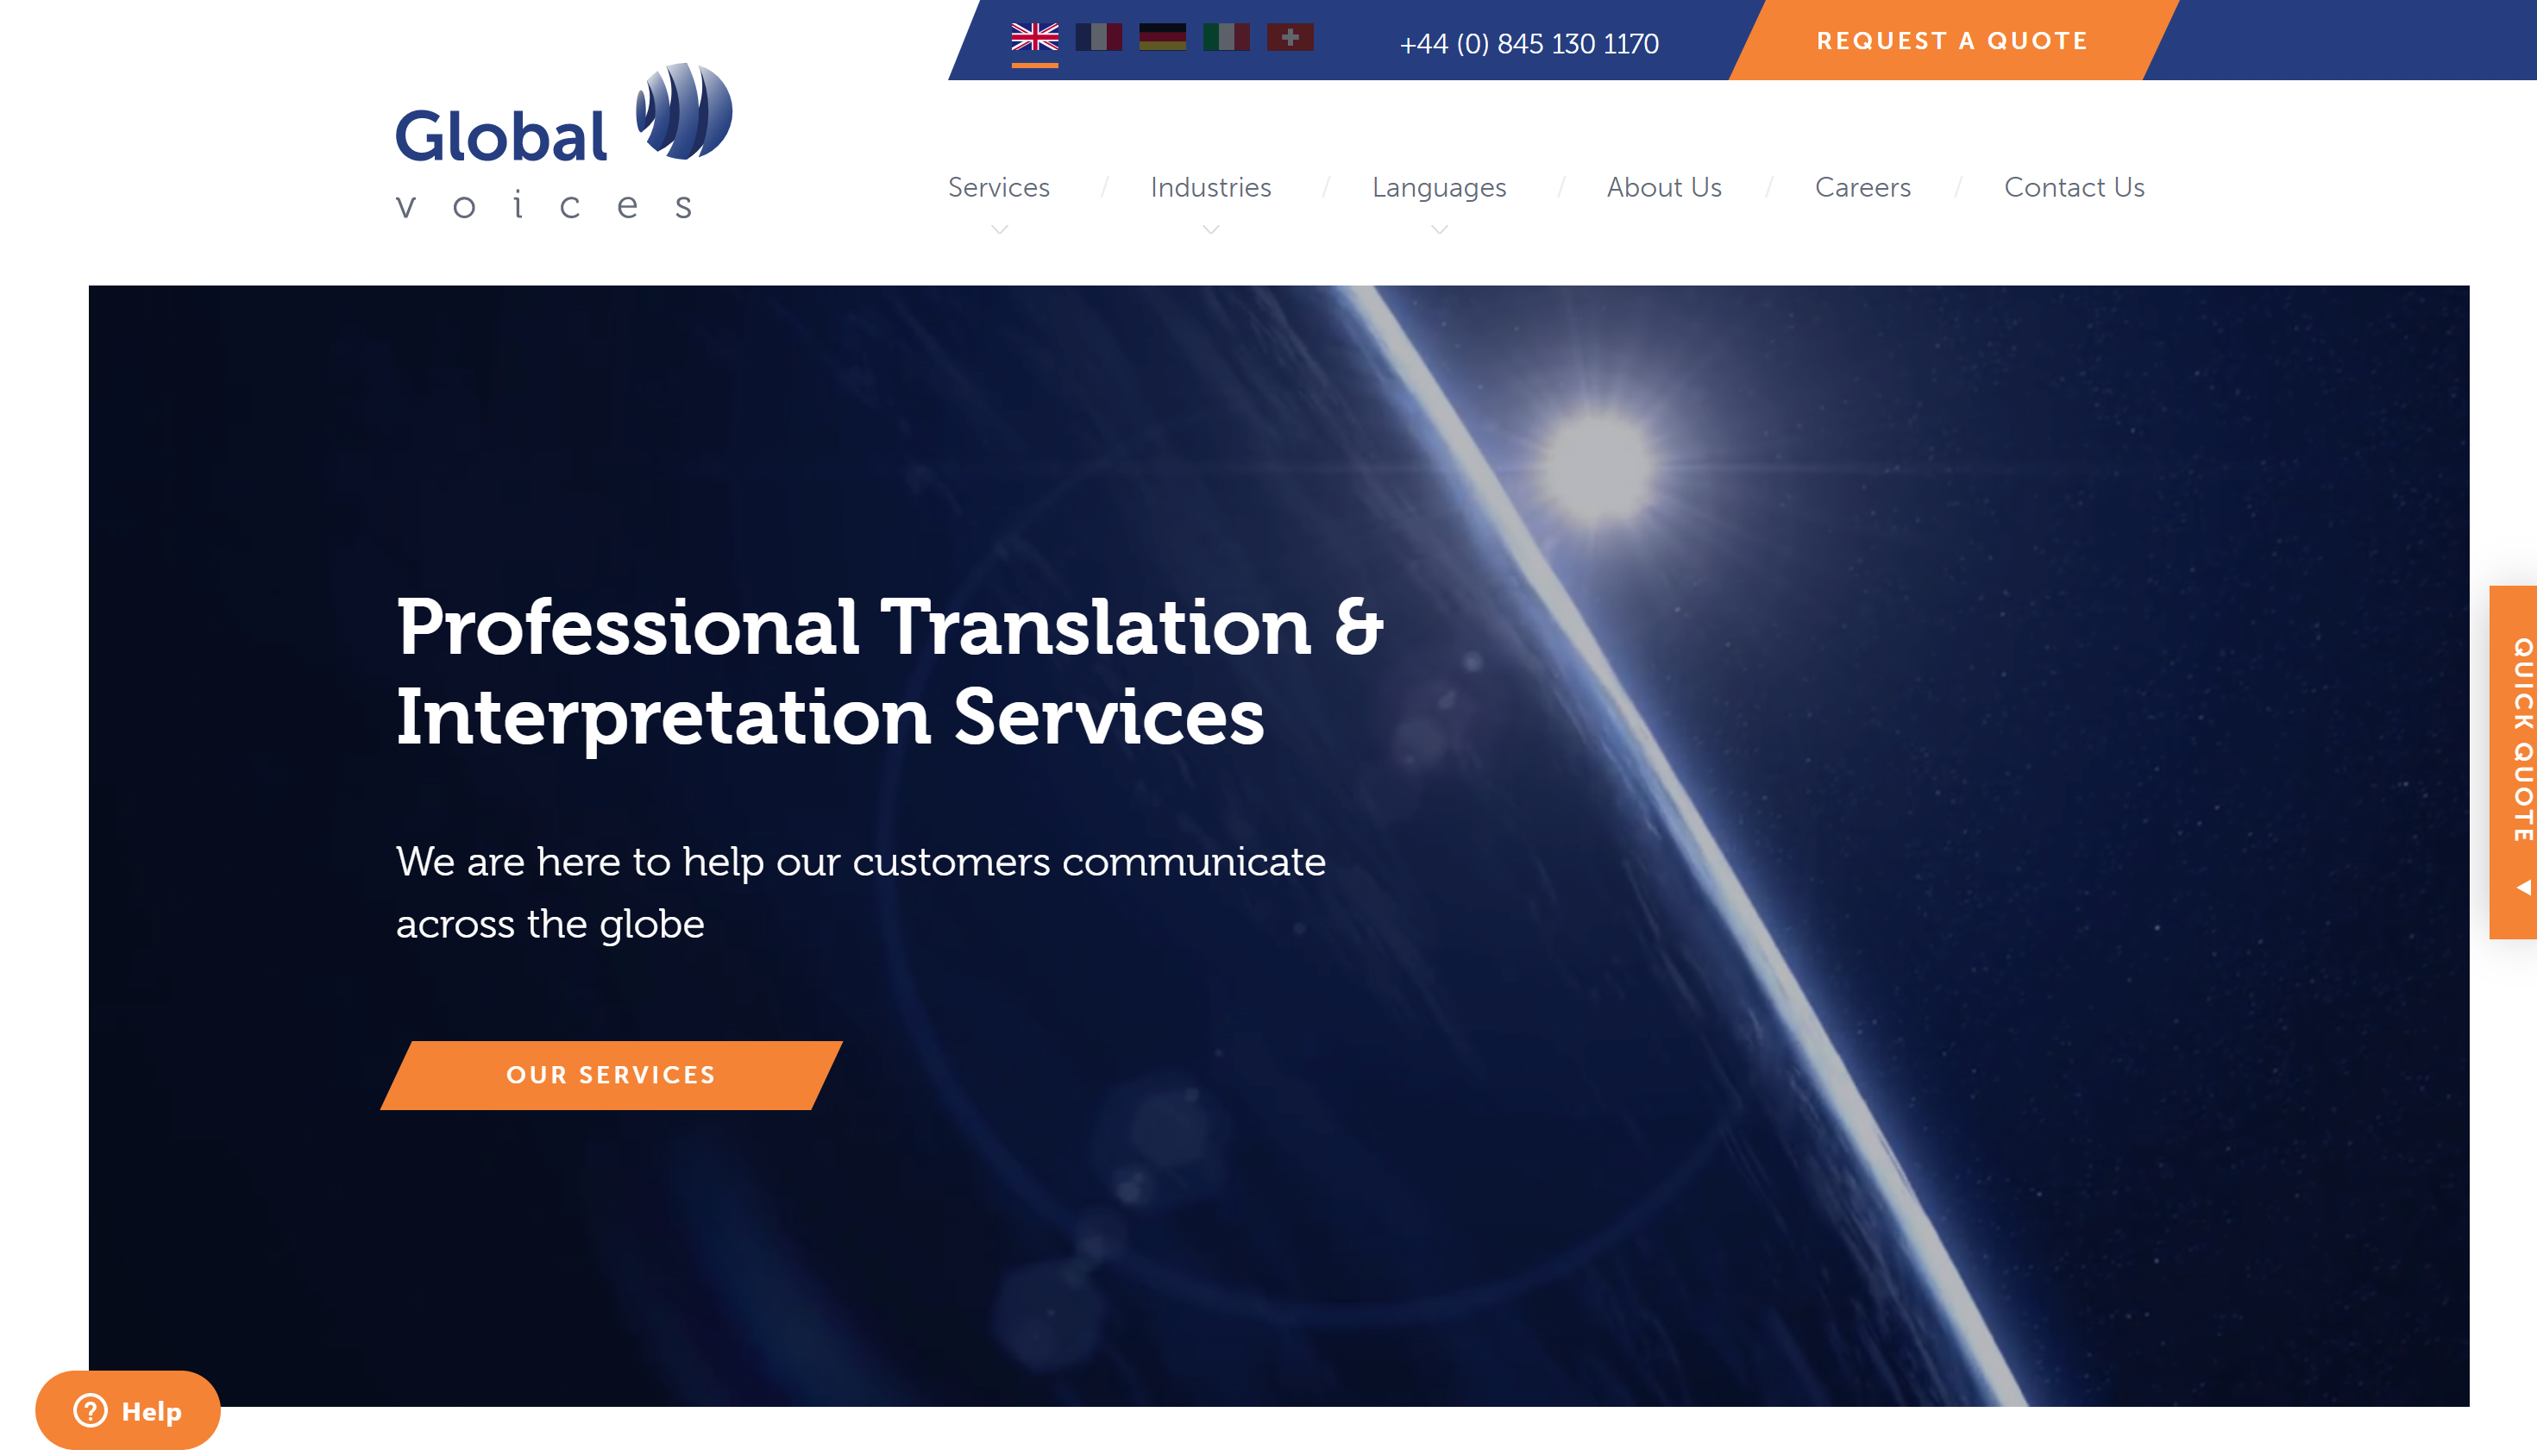 +44 (0) 845 130 1170
REQUEST A QUOTE
Global
voices
Services / Industries / Languages / About Us / Careers / Contact Us
Professional Translation &
Interpretation Services
We are here to help our customers communicate
across the globe
OUR SERVICES
QUICK QUOTE
Help